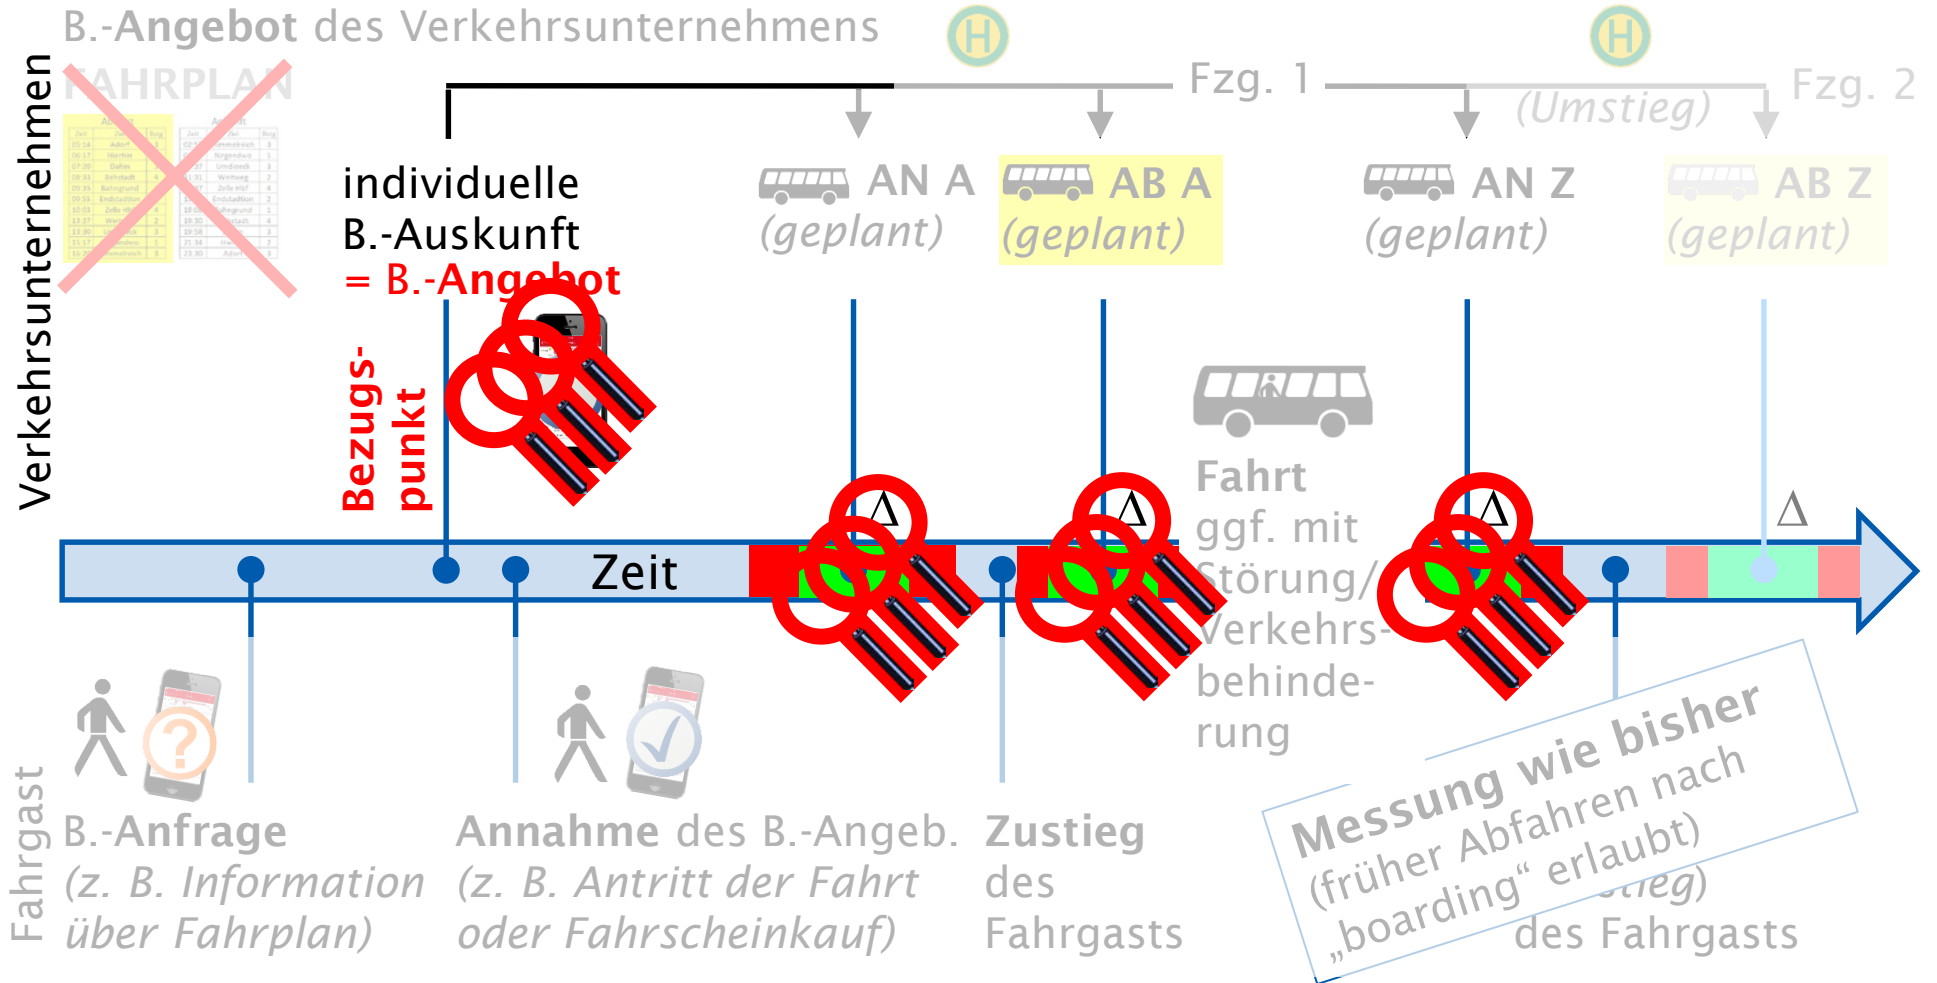 B.-Angebot des Verkehrsunternehmens
H
H
Verkehrsunternehmen
FAHRPLAN
Fzg. 1
(Umstieg)
Fzg. 2
individuelle
B.-Auskunft
= B.-Angebot
AN A
(geplant)
AB A
(geplant)
AN Z
(geplant)
AB Z
(geplant)
Bezugs-
punkt
Δ
Δ
Δ
Δ
Zeit
Fahrt
ggf. mit
Störung/
Verkehrs-
behinde-
rung
Fahrgast
?
B.-Anfrage
(z. B. Information
über Fahrplan)
Annahme des B.-Angeb.
(z. B. Antritt der Fahrt
oder Fahrscheinkauf)
Zustieg
des
Fahrgasts
Messung wie bisher
(früher Abfahren nach
„boarding“ erlaubt)
des Fahrgasts